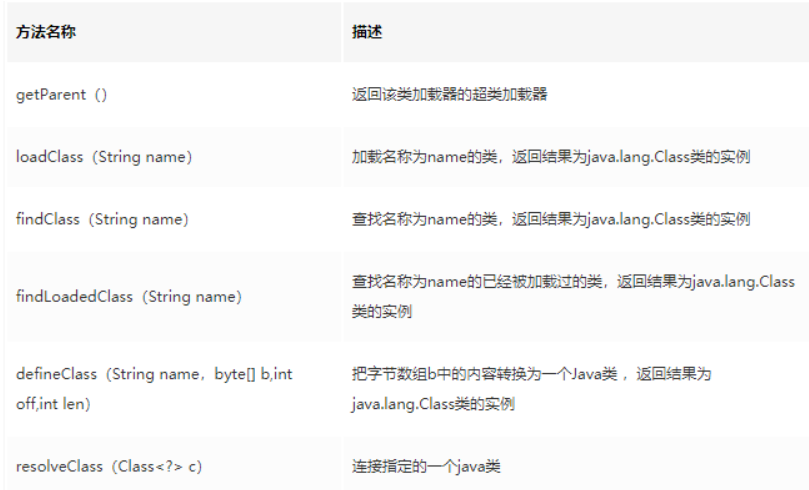 方法名称 描述
getParent（） 返回该类加载器的超类加载器
loadClass（String name） 加载名称为name的类，返回结果为java.lang.Class类的实例
findClass（String name） 查找名称为name的类，返回结果为java.lang.Class类的实例
findLoadedClass（String name） 查找名称为name的已经被加载过的类，返回结果为java.lang.Class
类的实例
defineClass（String name，byte[] b,int
off,int len）
把字节数组b中的内容转换为一个Java类 ，返回结果为
java.lang.Class类的实例
resolveClass（Class<?> c） 连接指定的一个java类